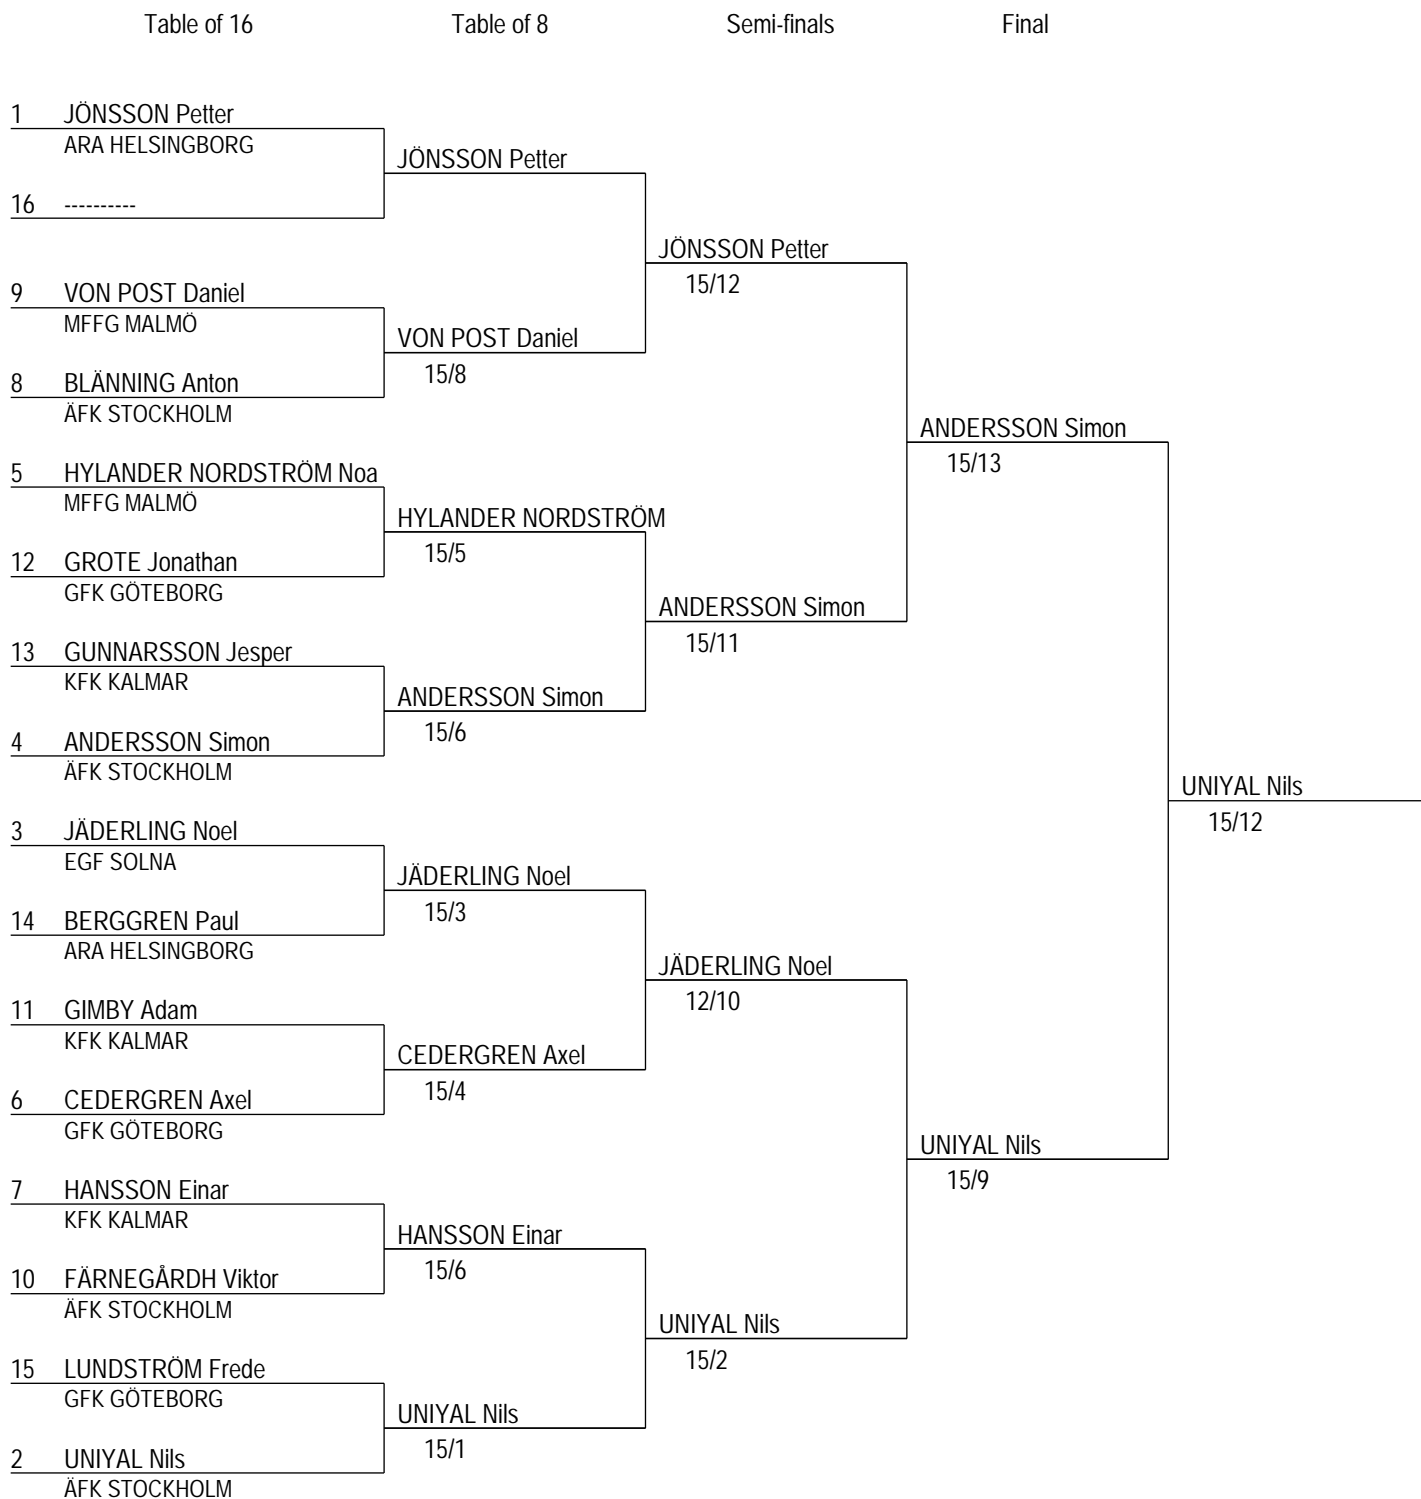 Table of 16 Table of 8 Semi-finals Final
1 JÖNSSON Petter
ARA HELSINGBORG
JÖNSSON Petter
16 ----------
JÖNSSON Petter
15/12
9 VON POST Daniel
MFFG MALMÖ
VON POST Daniel
15/8
8 BLÄNNING Anton
ÄFK STOCKHOLM
ANDERSSON Simon
15/13
5 HYLANDER NORDSTRÖM Noa
MFFG MALMÖ
HYLANDER NORDSTRÖM
15/5
12 GROTE Jonathan
GFK GÖTEBORG
ANDERSSON Simon
15/11
13 GUNNARSSON Jesper
KFK KALMAR
ANDERSSON Simon
15/6
4 ANDERSSON Simon
ÄFK STOCKHOLM
UNIYAL Nils
15/12
3 JÄDERLING Noel
EGF SOLNA
JÄDERLING Noel
15/3
14 BERGGREN Paul
ARA HELSINGBORG
JÄDERLING Noel
12/10
11 GIMBY Adam
KFK KALMAR
CEDERGREN Axel
15/4
6 CEDERGREN Axel
GFK GÖTEBORG
UNIYAL Nils
15/9
7 HANSSON Einar
KFK KALMAR
HANSSON Einar
15/6
10 FÄRNEGÅRDH Viktor
ÄFK STOCKHOLM
UNIYAL Nils
15/2
15 LUNDSTRÖM Frede
GFK GÖTEBORG
UNIYAL Nils
15/1
2 UNIYAL Nils
ÄFK STOCKHOLM